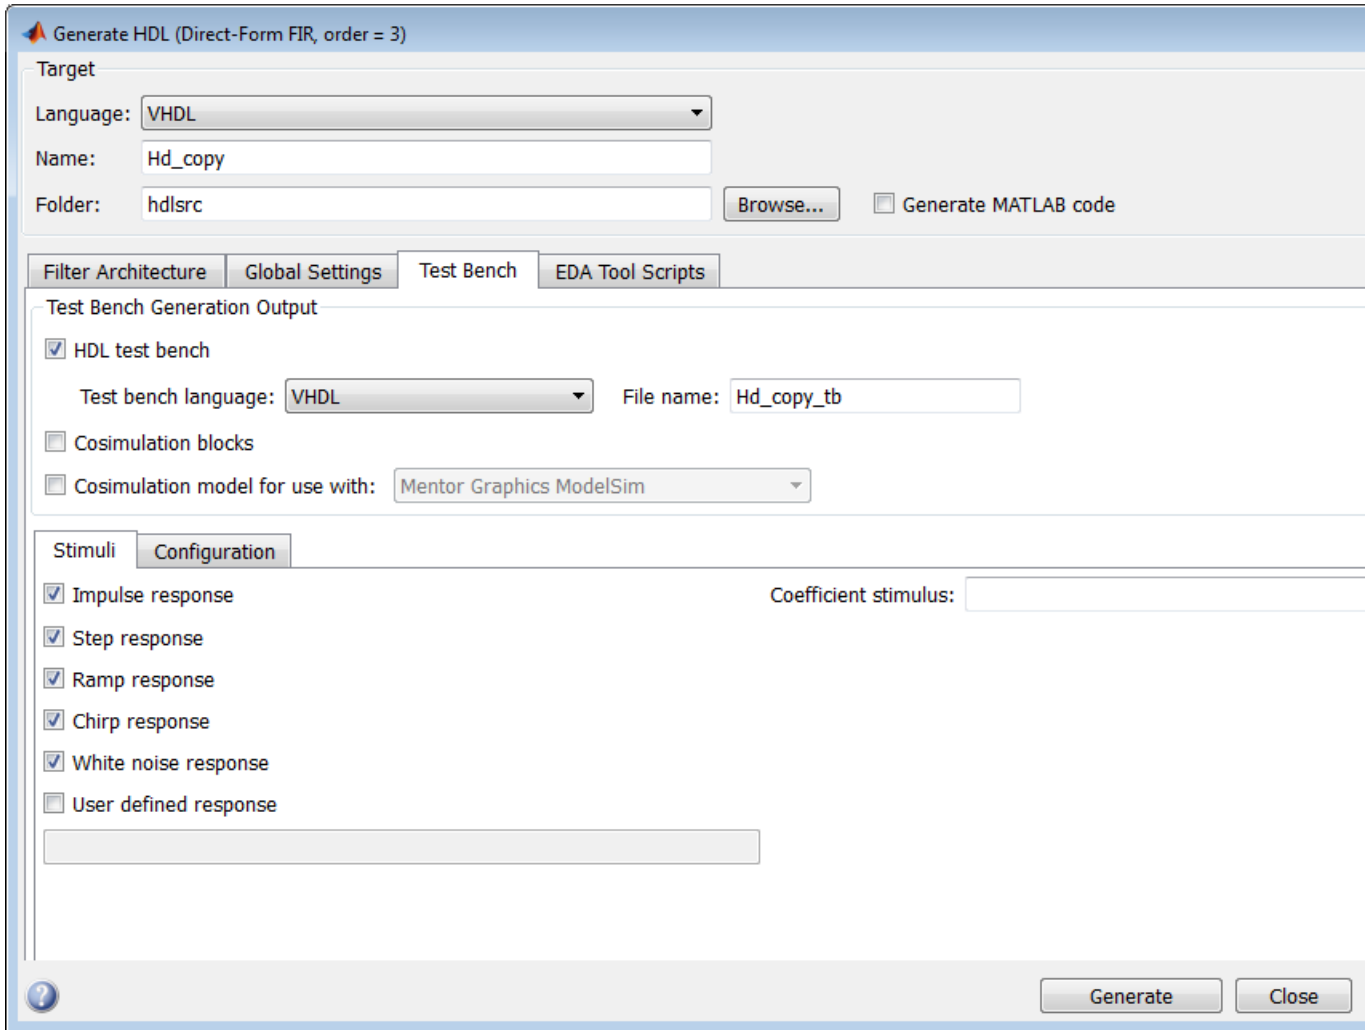 Generate HDL (Direct-Form FIR, order = 3)
Target
Language: VHDL
Name: Hd_copy
Folder: hdlsrc Browse... Generate MATLAB code
Filter Architecture Global Settings Test Bench EDA Tool Scripts
Test Bench Generation Output
HDL test bench
Test bench language: VHDL File name: Hd_copy_tb
Cosimulation blocks
Cosimulation model for use with: Mentor Graphics ModelSim
Stimuli Configuration
Impulse response Coefficient stimulus:
Step response
Ramp response
Chirp response
White noise response
User defined response
? Generate Close